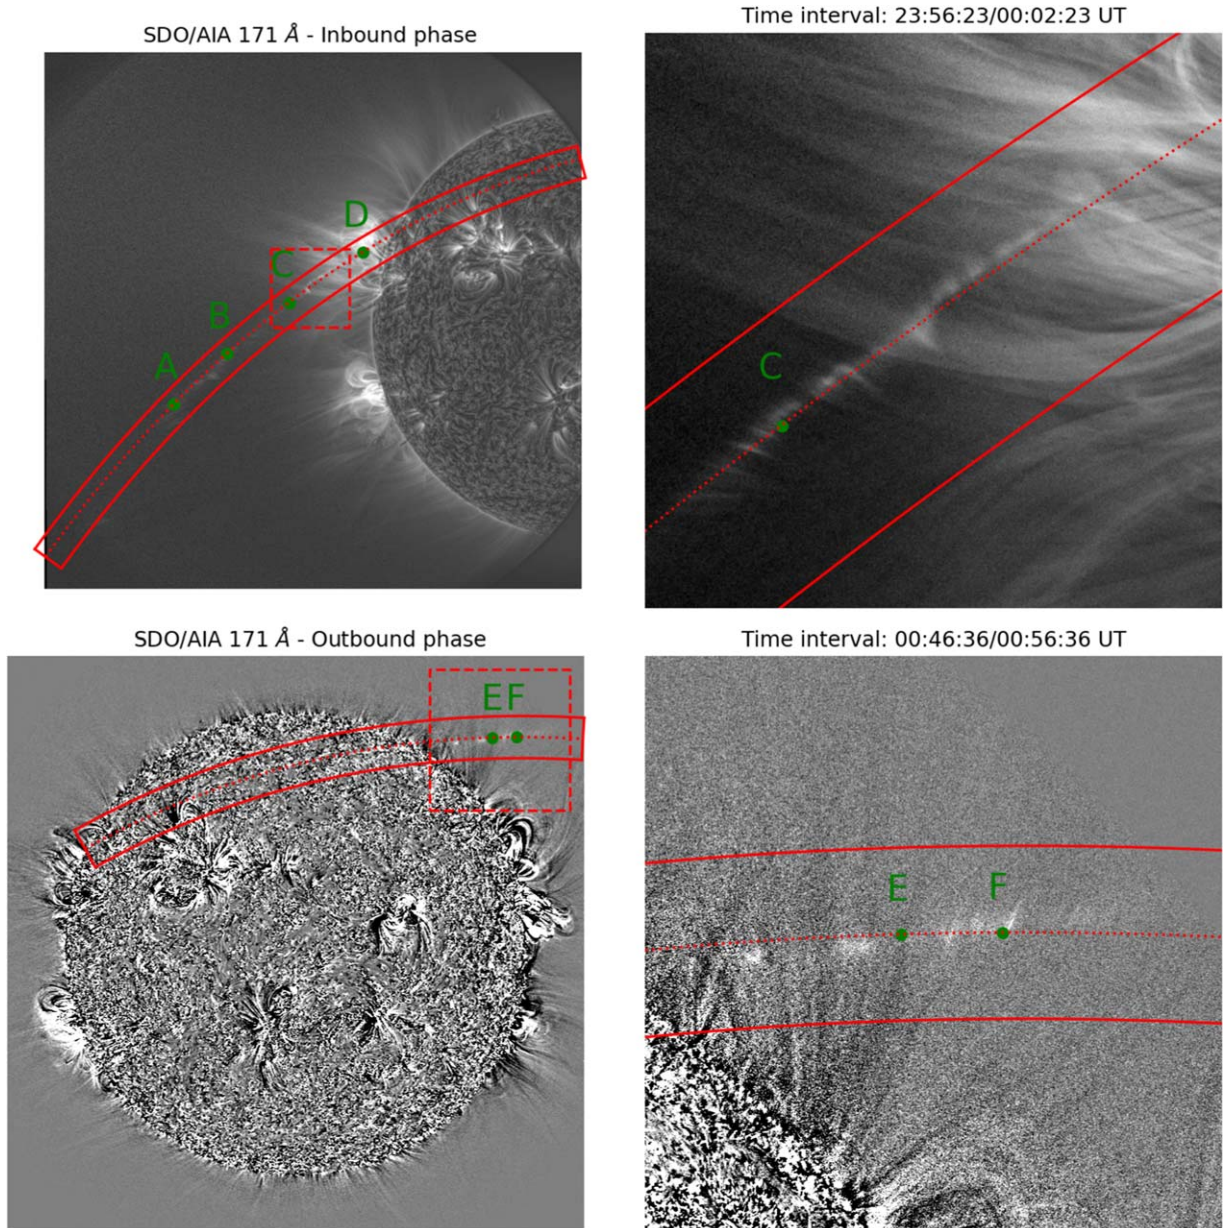 SDO/AIA 171 Å - Inbound phase
Time interval: 23:56:23/00:02:23 UT
D
C
B
A
C
SDO/AIA 171 Å - Outbound phase
Time interval: 00:46:36/00:56:36 UT
E F
E
F